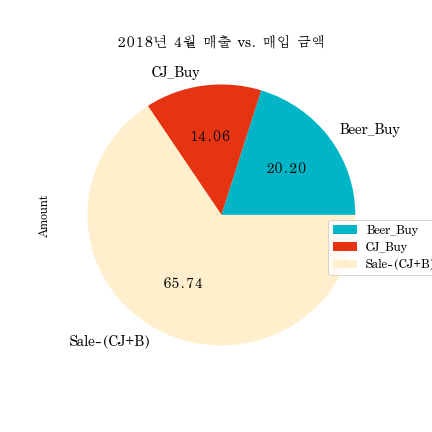 2018년 4월 매출 vs. 매입 금액
CJ_Buy
Beer_Buy
14.06
20.20
Amount
Beer_Buy
CJ_Buy
Sale-(CJ+B)
65.74
Sale-(CJ+B)